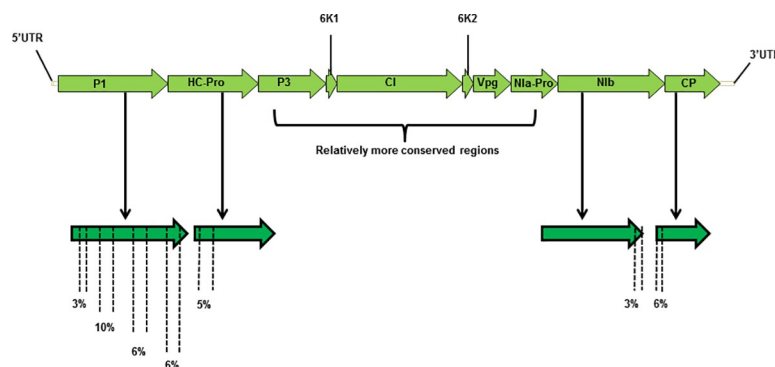 6K1
6K2
5'UTR
3'UTR
P1
HC-Pro
P3
CI
Vpg
NIa-Pro
NIb
CP
Relatively more conserved regions
3%
10%
6%
6%
5%
3%
6%